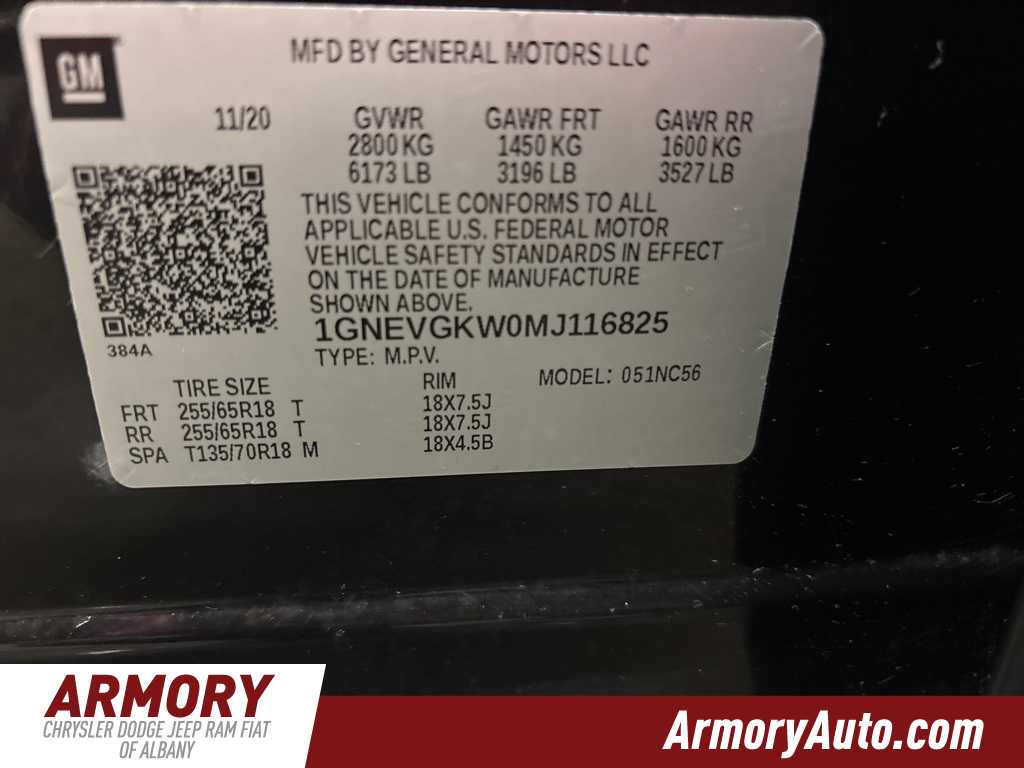 GM
MFD BY GENERAL MOTORS LLC
11/20 GVWR GAWR FRT GAWR RR
2800 KG 1450 KG 1600 KG
6173 LB 3196 LB 3527 LB
THIS VEHICLE CONFORMS TO ALL
APPLICABLE U.S. FEDERAL MOTOR
VEHICLE SAFETY STANDARDS IN EFFECT
ON THE DATE OF MANUFACTURE
SHOWN ABOVE.
1GNEVGKW0MJ116825
384A
TYPE: M.P.V.
TIRE SIZE RIM MODEL: 051NC56
FRT 255/65R18 T 18X7.5J
RR 255/65R18 T 18X7.5J
SPA T135/70R18 M 18X4.5B
ARMORY
CHRYSLER DODGE JEEP RAM FIAT
OF ALBANY
ArmoryAuto.com